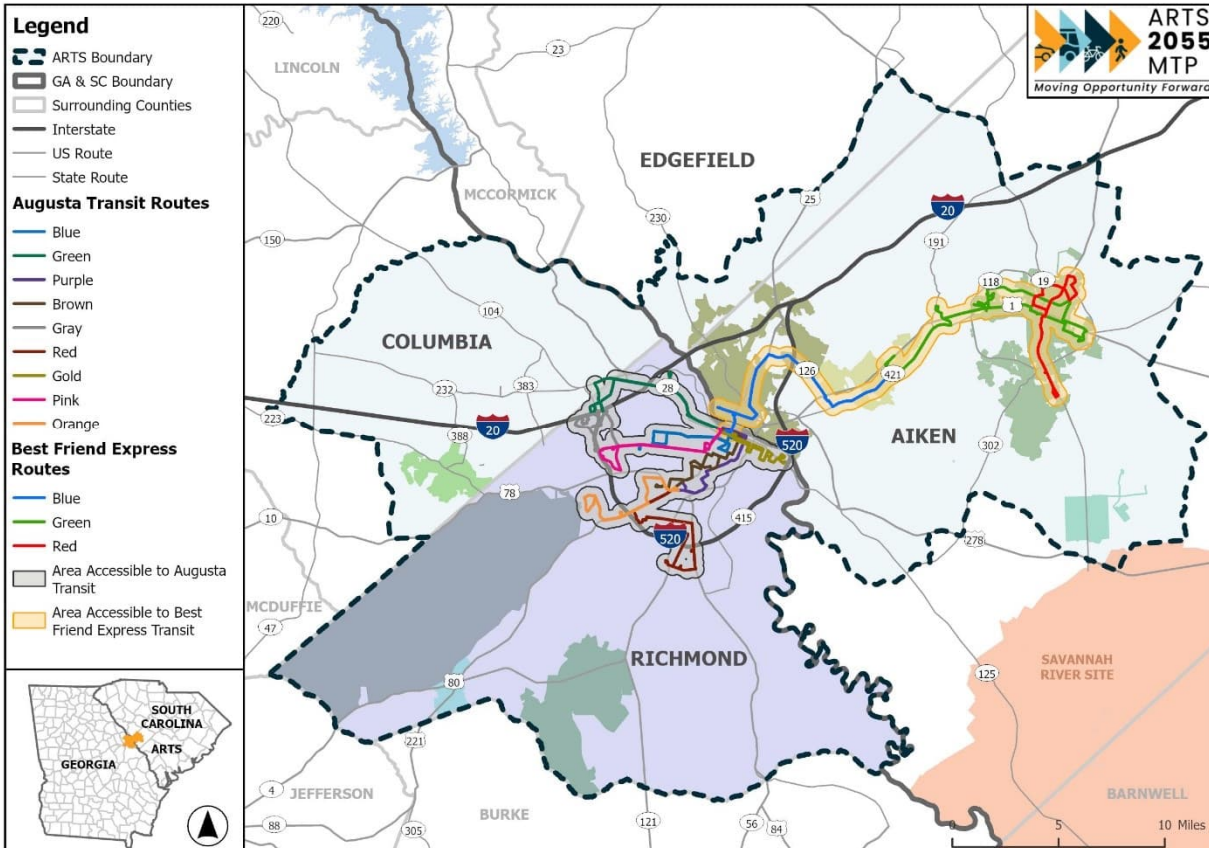 Legend
ARTS Boundary
GA & SC Boundary
Surrounding Counties
Interstate
US Route
State Route
Augusta Transit Routes
Blue
Green
Purple
Brown
Gray
Red
Gold
Pink
Orange
Best Friend Express
Routes
Blue
Green
Red
Area Accessible to Augusta
Transit
Area Accessible to Best
Friend Express Transit
SOUTH
CAROLINA
ARTS
GEORGIA
ARTS
2055
MTP
Moving Opportunity Forward
220
23
LINCOLN
EDGEFIELD
MCCORMICK
25
20
230
150
191
118
19
1
104
COLUMBIA
126
232
383
28
421
223
20
388
520
AIKEN
302
78
10
415
520
278
MCDUFFIE
47
RICHMOND
SAVANNAH
RIVER SITE
80
125
221
4
JEFFERSON
BURKE
BARNWELL
88
305
121
56
84
0
5
10 Miles